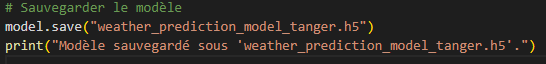 # Sauvegarder le modèle
model.save("weather_prediction_model_tanger.h5")
print("Modèle sauvegardé sous 'weather_prediction_model_tanger.h5'.")